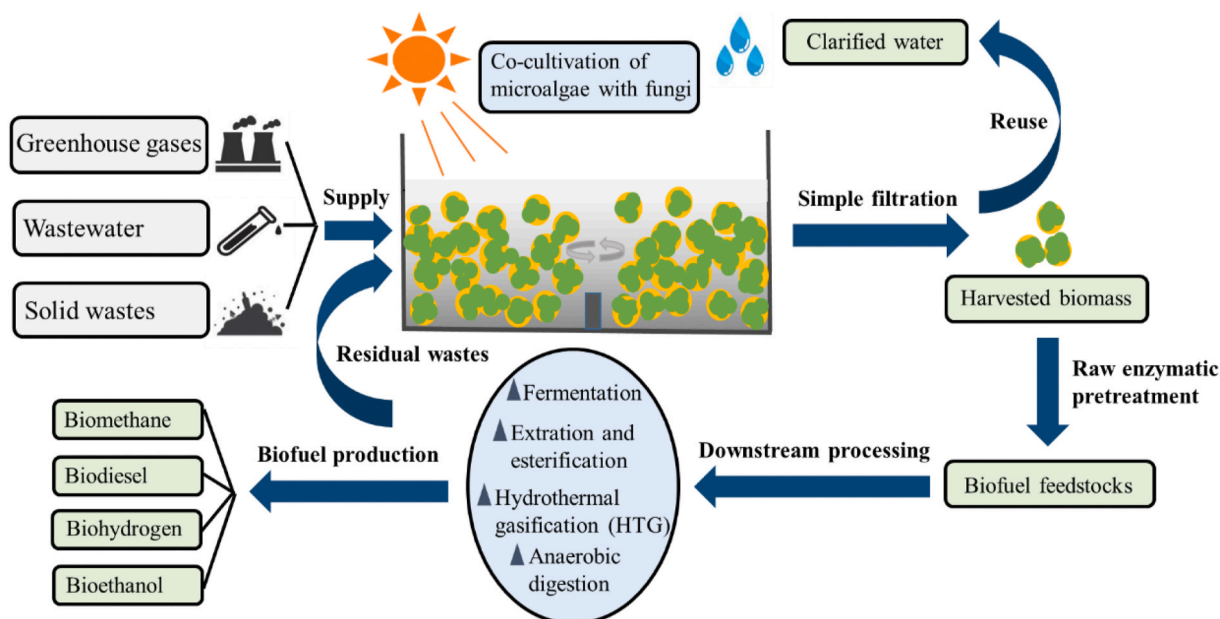 Co-cultivation of
microalgae with fungi
Clarified water
Greenhouse gases
Wastewater
Solid wastes
Supply
Simple filtration
Reuse
Harvested biomass
Raw enzymatic
pretreatment
Biofuel feedstocks
Downstream processing
Fermentation
Extration and
esterification
Hydrothermal
gasification (HTG)
Anaerobic
digestion
Residual wastes
Biofuel production
Biomethane
Biodiesel
Biohydrogen
Bioethanol